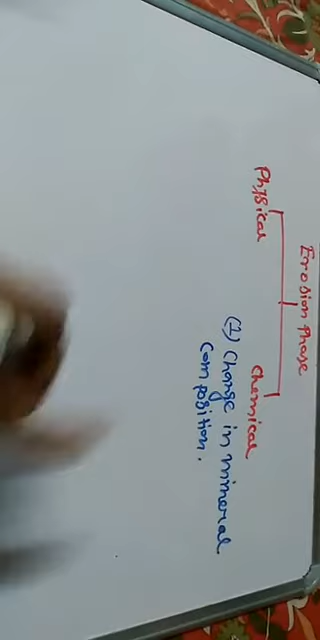 Erosion Phase
Physical
Chemical
(1) Change in mineral
Composition.